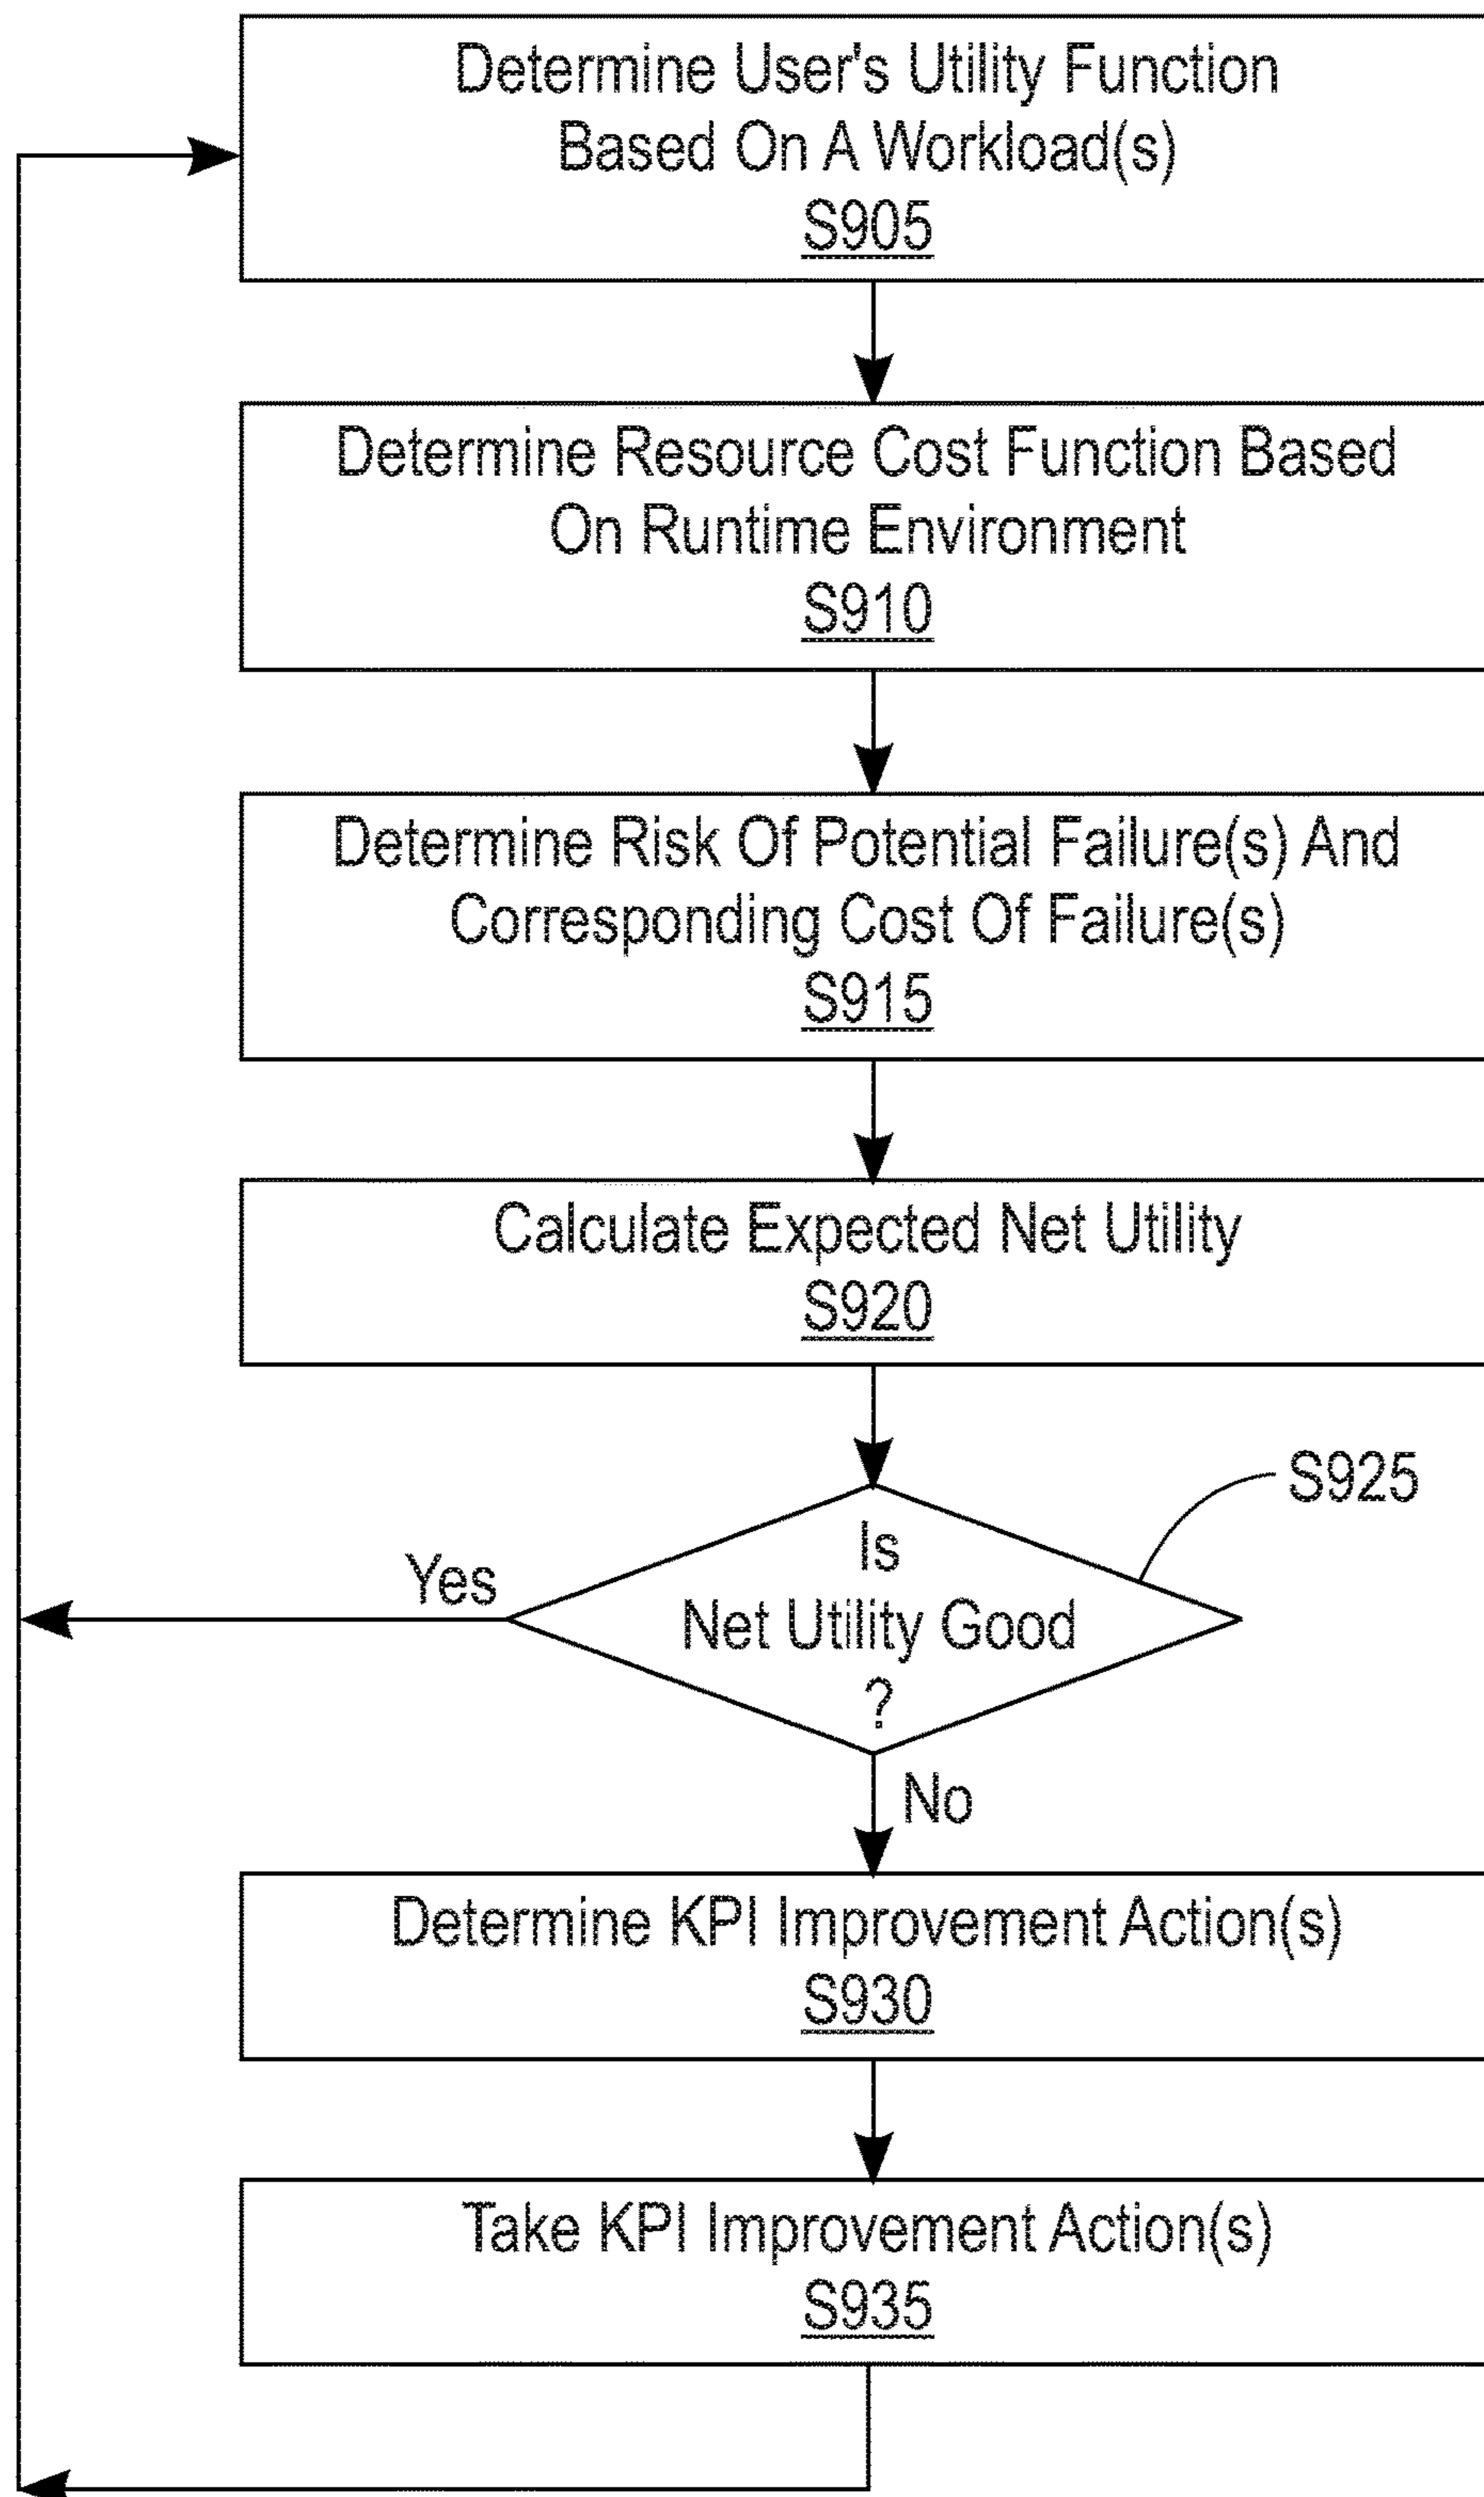 Determine User's Utility Function
Based On A Workload(s)
S905
Determine Resource Cost Function Based
On Runtime Environment
S910
Determine Risk Of Potential Failure(s) And
Corresponding Cost Of Failure(s)
S915
Calculate Expected Net Utility
S920
S925
Is
Yes
Net Utility Good
?
No
Determine KPI Improvement Action(s)
S930
Take KPI Improvement Action(s)
S935